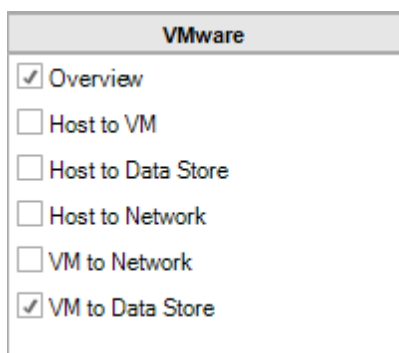 VMware
Overview
Host to VM
Host to Data Store
Host to Network
VM to Network
VM to Data Store